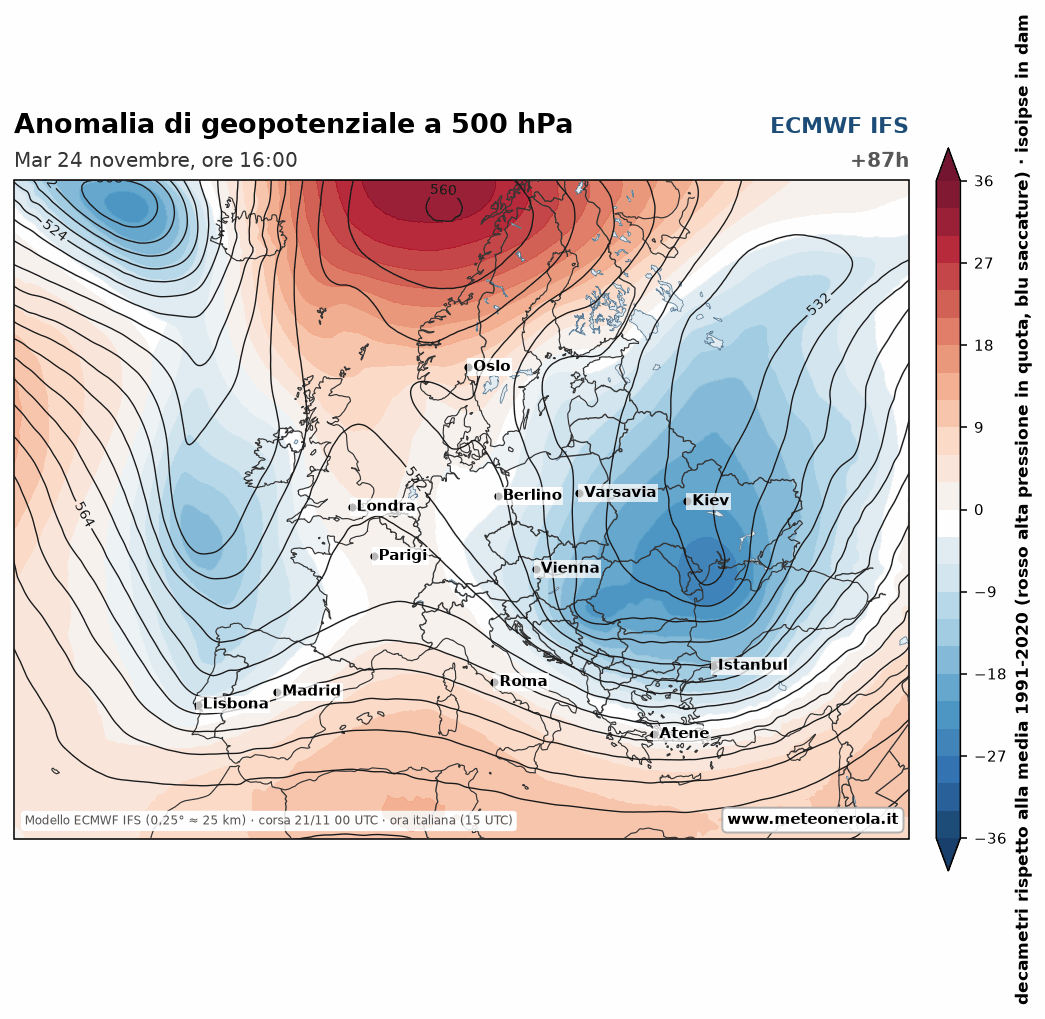 Anomalia di geopotenziale a 500 hPa
ECMWF IFS
Mar 24 novembre, ore 16:00
+87h
560
524
532
Oslo
Berlino
Varsavia
Kiev
Londra
564
Parigi
Vienna
Istanbul
Roma
Madrid
Lisbona
Atene
Modello ECMWF IFS (0,25° ≈ 25 km) · corsa 21/11 00 UTC · ora italiana (15 UTC)
www.meteonerola.it
36
27
18
9
0
−9
−18
−27
−36
decametri rispetto alla media 1991-2020 (rosso alta pressione in quota, blu saccature) · isoipse in dam